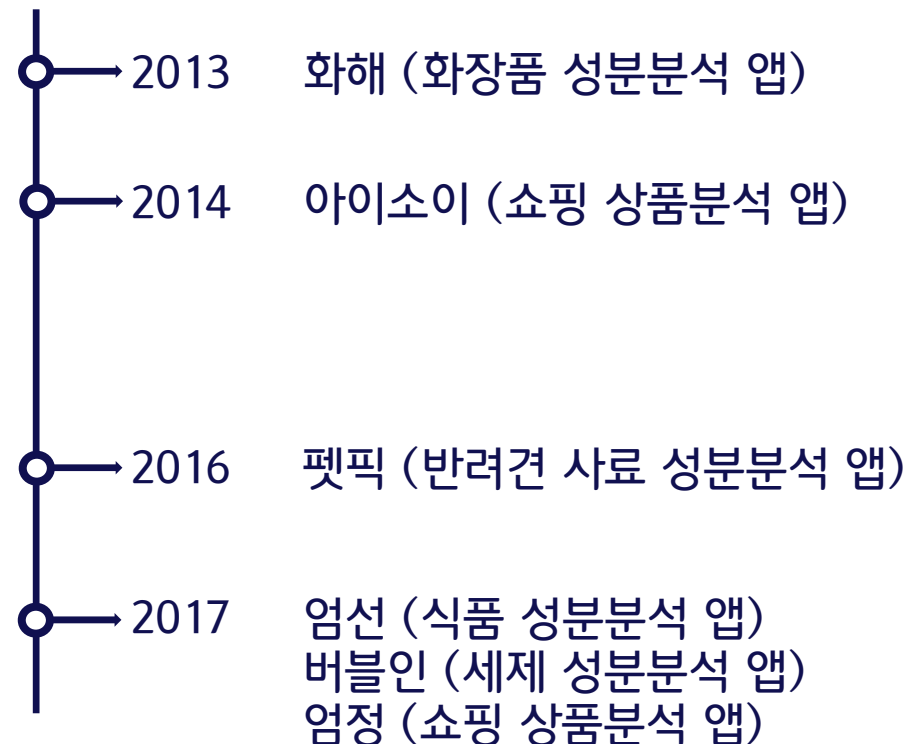 2013 화해 (화장품 성분분석 앱)
2014 아이소이 (쇼핑 상품분석 앱)
2016 펫픽 (반려견 사료 성분분석 앱)
2017 엄선 (식품 성분분석 앱)
버블인 (세제 성분분석 앱)
엄정 (쇼핑 상품분석 앱)